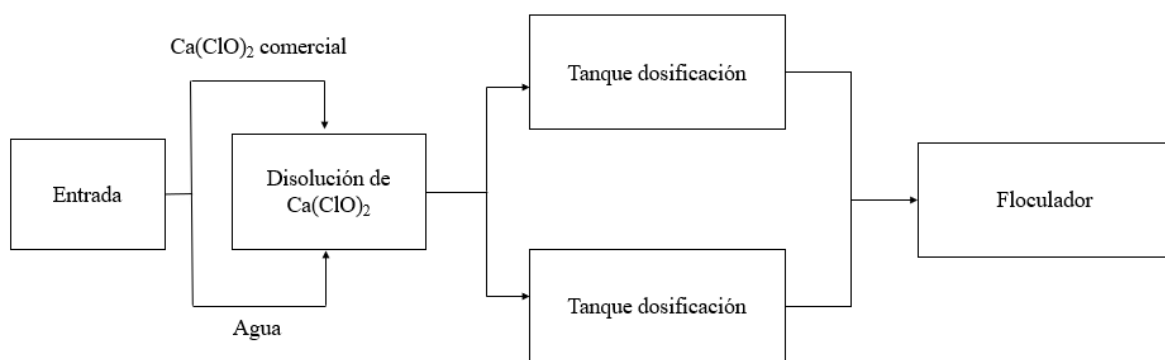 Ca(ClO)₂ comercial
Tanque dosificación
Entrada
Disolución de
Ca(ClO)₂
Floculador
Agua
Tanque dosificación